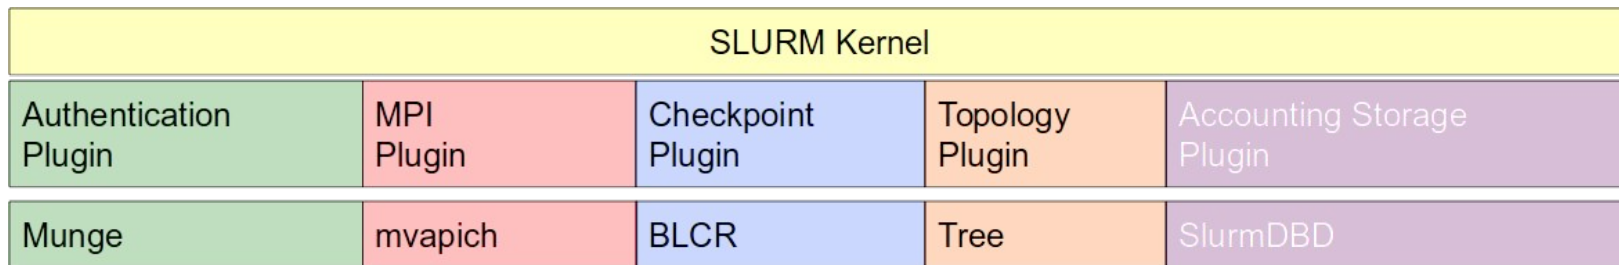 SLURM Kernel
Authentication
Plugin
MPI
Plugin
Checkpoint
Plugin
Topology
Plugin
Accounting Storage
Plugin
Munge
mvapich
BLCR
Tree
SlurmDBD